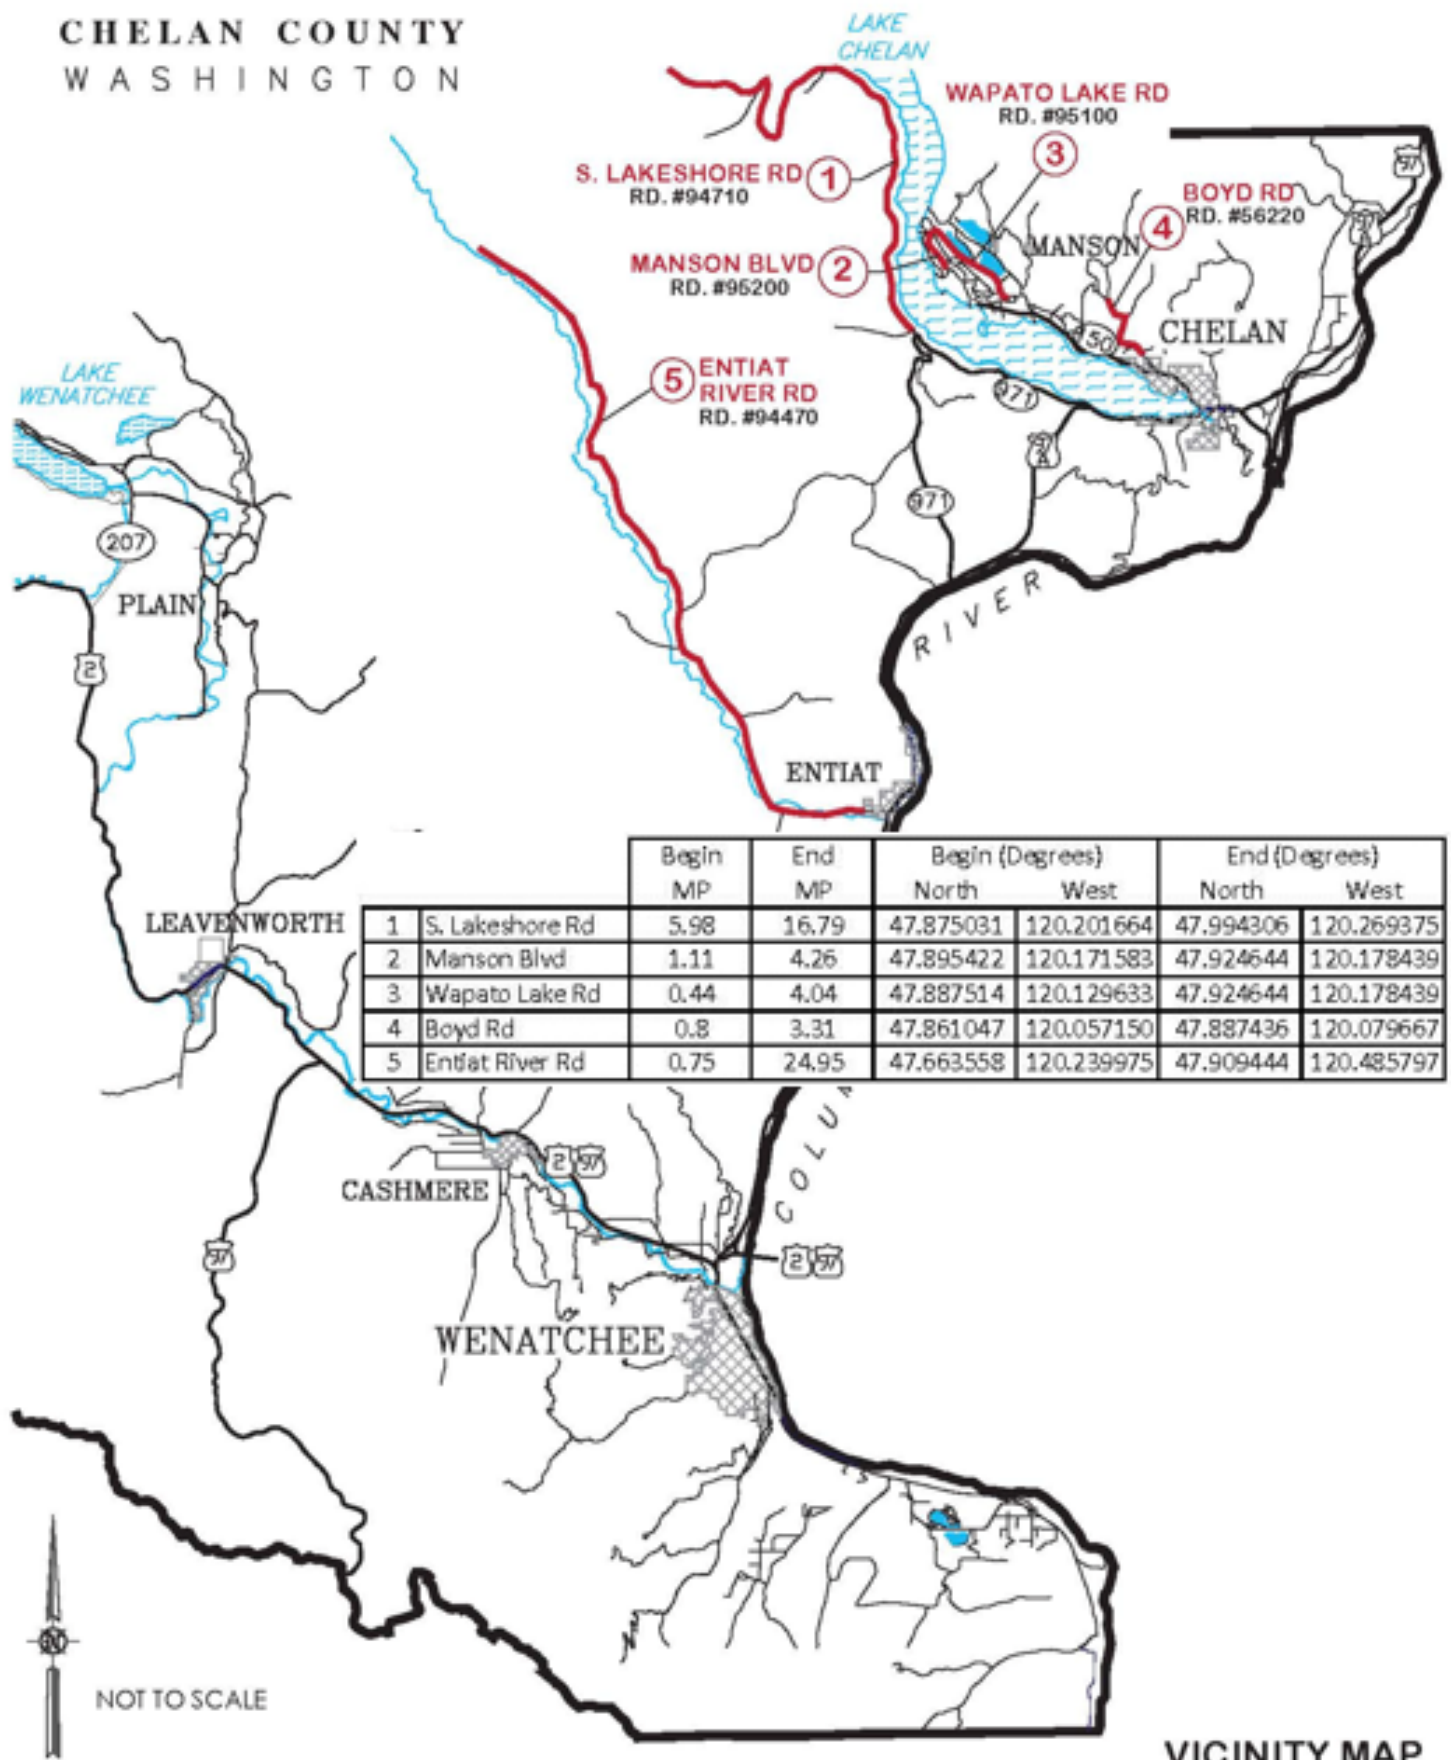 CHELAN COUNTY
WASHINGTON
LAKE
CHELAN
WAPATO LAKE RD
RD. #95100
3
S. LAKESHORE RD 1
RD. #94710
BOYD RD
RD. #56220
4
MANSON
MANSON BLVD 2
RD. #95200
97
97
A
150
CHELAN
5 ENTIAT
RIVER RD
RD. #94470
LAKE
WENATCHEE
971
97
A
971
207
PLAIN
RIVER
2
ENTIAT
Begin End Begin (Degrees) End (Degrees)
MP MP North West North West
1 S. Lakeshore Rd 5.98 16.79 47.875031 120.201664 47.994306 120.269375
2 Manson Blvd 1.11 4.26 47.895422 120.171583 47.924644 120.178439
3 Wapato Lake Rd 0.44 4.04 47.887514 120.129633 47.924644 120.178439
4 Boyd Rd 0.8 3.31 47.861047 120.057150 47.887436 120.079667
5 Entiat River Rd 0.75 24.95 47.663558 120.239975 47.909444 120.485797
LEAVENWORTH
COLUM
2 97
CASHMERE
97
2 97
WENATCHEE
N
NOT TO SCALE
VICINITY MAP